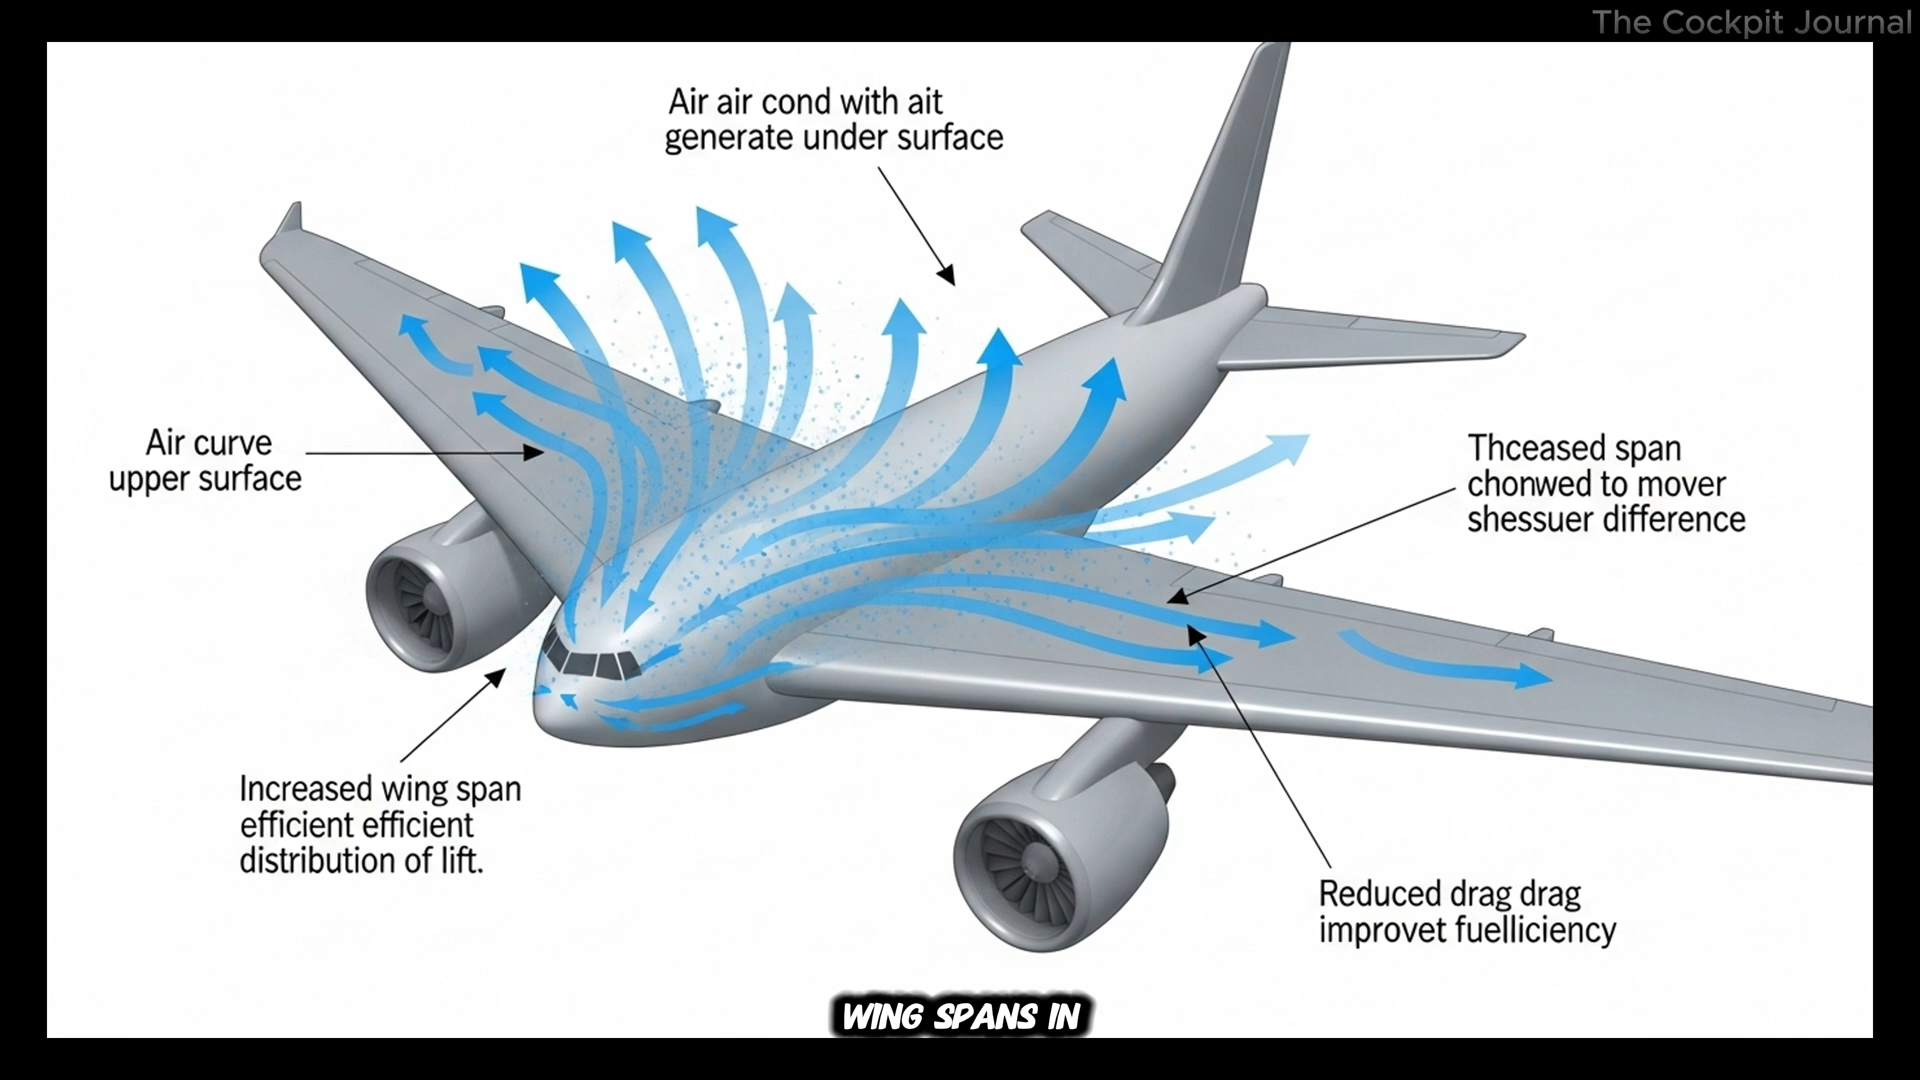 The Cockpit Journal
Air air cond with ait
generate under surface
Air curve
upper surface
Thceased span
chonwed to mover
shessuer difference
Increased wing span
efficient efficient
distribution of lift.
Reduced drag drag
improvet fuelliciency
WING SPANS IN